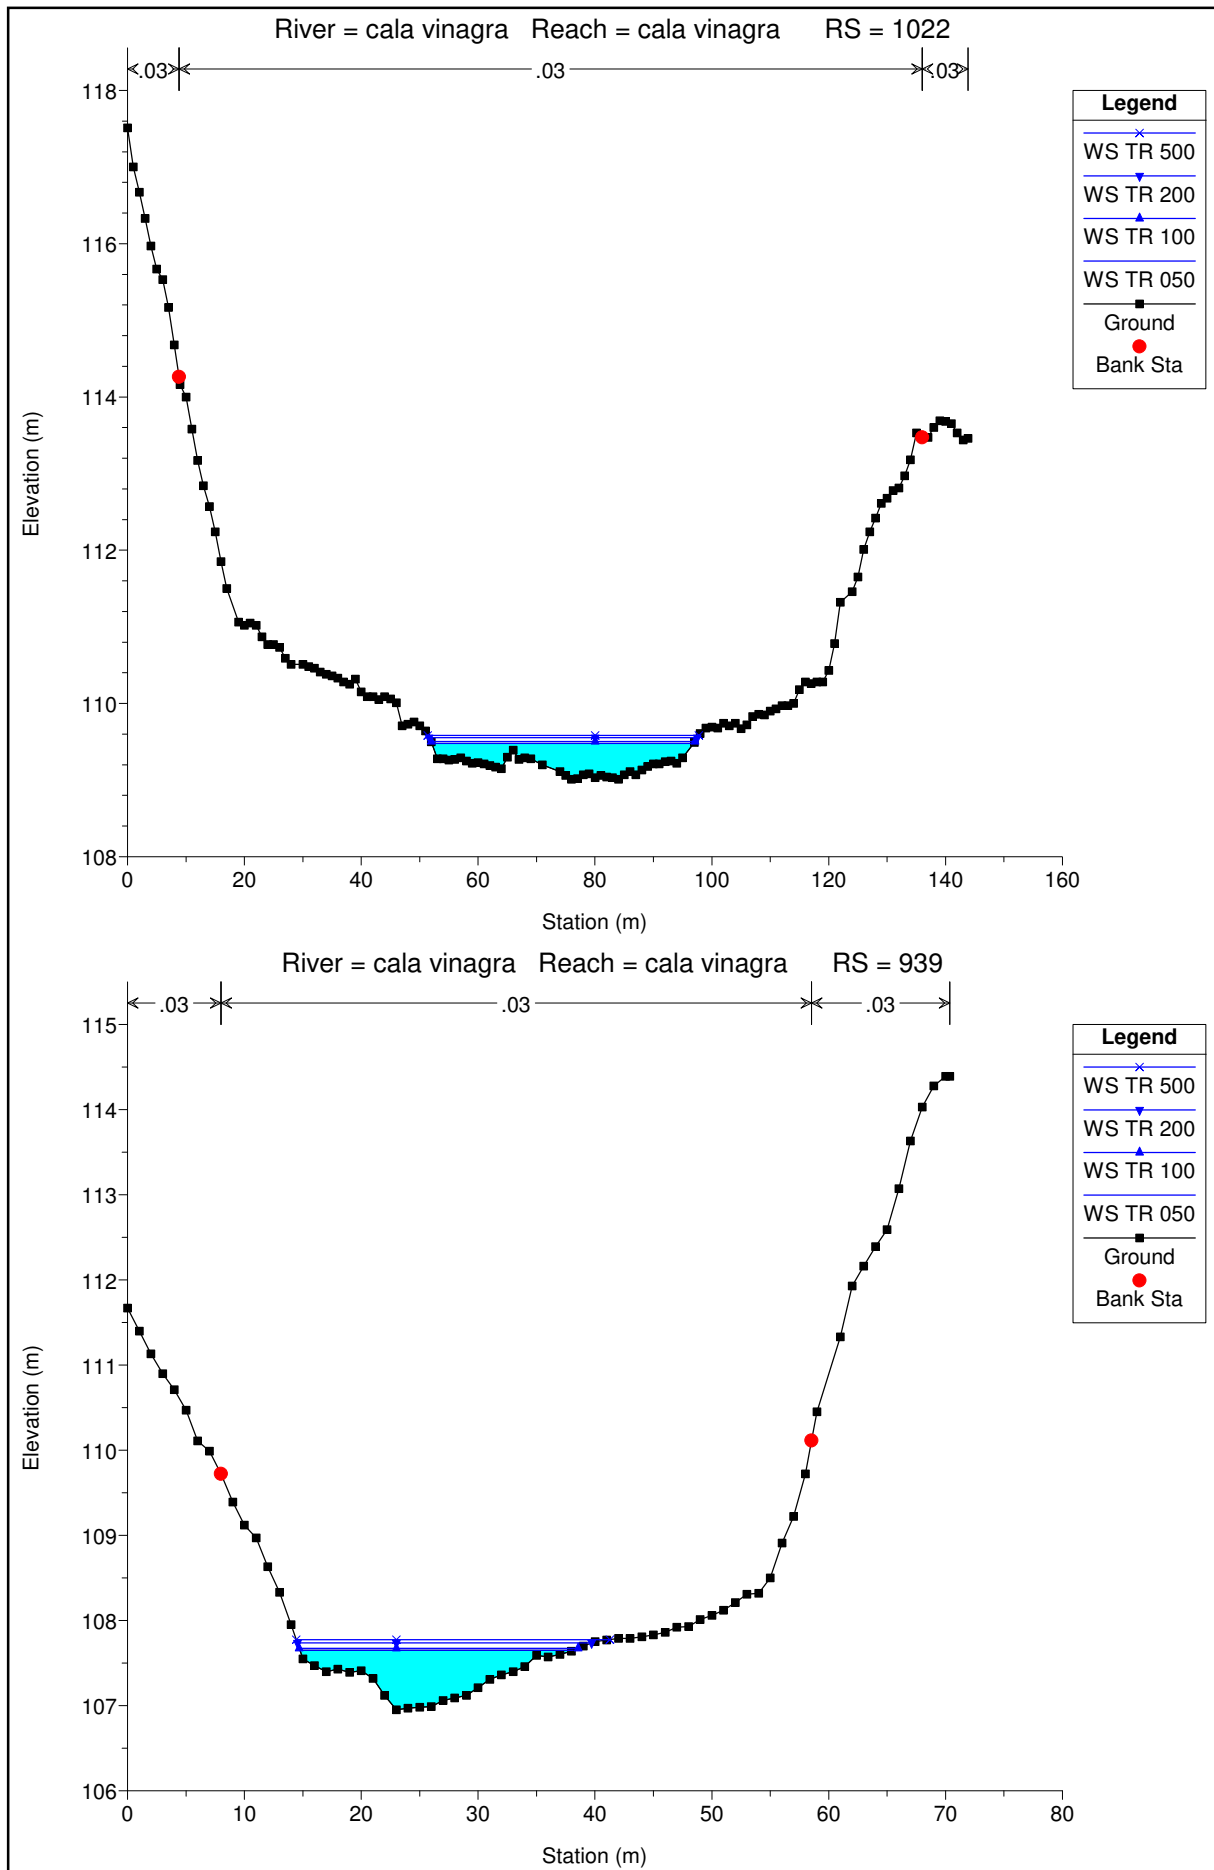 River = cala vinagra   Reach = cala vinagra      RS = 1022
.03 .03 .03
118
116
114
112
110
108
Elevation (m)
0 20 40 60 80 100 120 140 160
Station (m)
Legend
WS TR 500
WS TR 200
WS TR 100
WS TR 050
Ground
Bank Sta
River = cala vinagra   Reach = cala vinagra      RS = 939
.03 .03 .03
115
114
113
112
111
110
109
108
107
106
Elevation (m)
0 10 20 30 40 50 60 70 80
Station (m)
Legend
WS TR 500
WS TR 200
WS TR 100
WS TR 050
Ground
Bank Sta